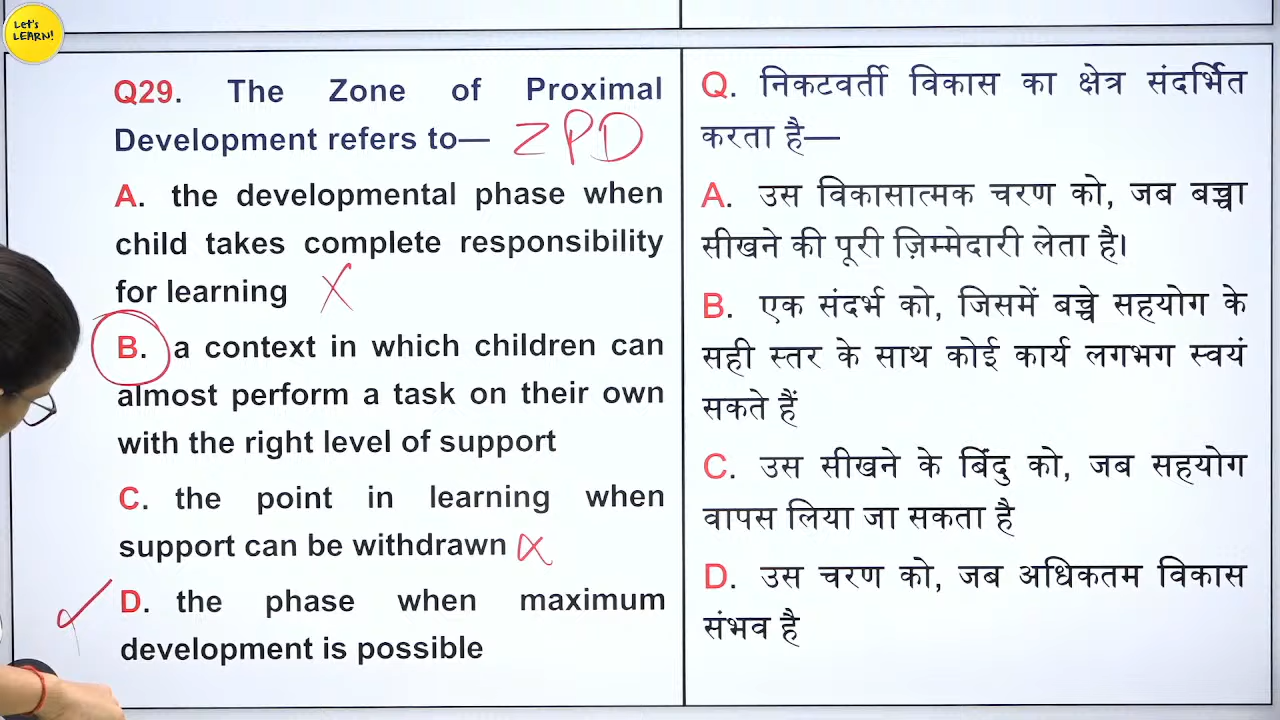 Let's
LEARN!
Q29. The Zone of Proximal
Development refers to— ZPD
A. the developmental phase when
child takes complete responsibility
for learning
B. a context in which children can
almost perform a task on their own
with the right level of support
C. the point in learning when
support can be withdrawn
D. the phase when maximum
development is possible
Q. निकटवर्ती विकास का क्षेत्र संदर्भित
करता है—
A. उस विकासात्मक चरण को, जब बच्चा
सीखने की पूरी ज़िम्मेदारी लेता है।
B. एक संदर्भ को, जिसमें बच्चे सहयोग के
सही स्तर के साथ कोई कार्य लगभग स्वयं
सकते हैं
C. उस सीखने के बिंदु को, जब सहयोग
वापस लिया जा सकता है
D. उस चरण को, जब अधिकतम विकास
संभव है